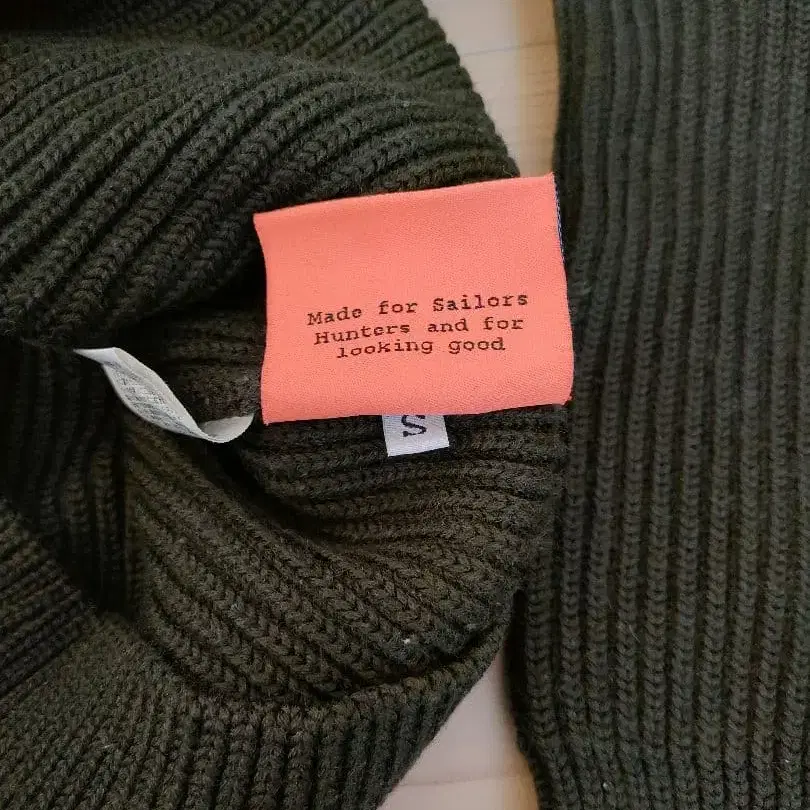 Made for Sailors
Hunters and for
looking good
S